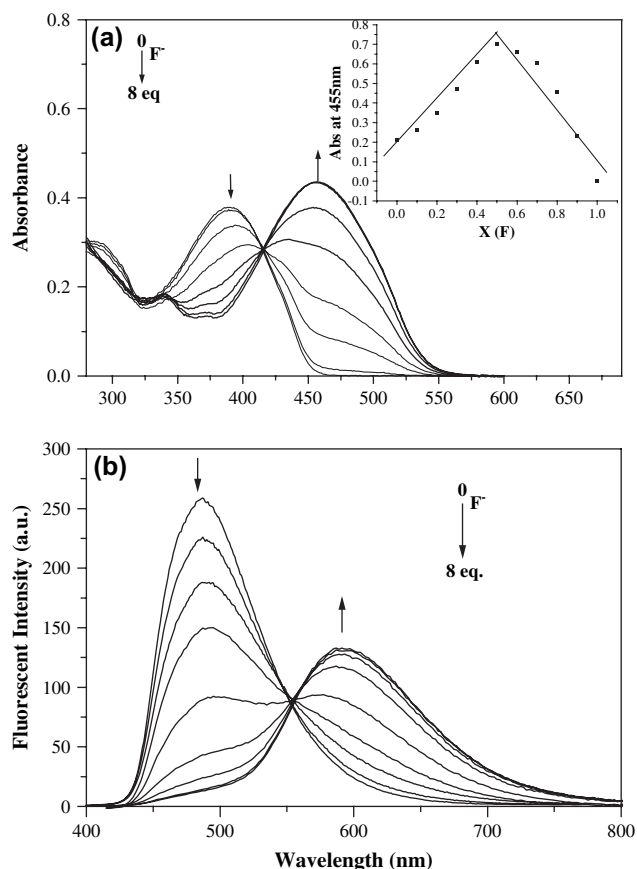 (a)
0
F-
8 eq
Absorbance
0.8
0.6
0.4
0.2
0.0
300 350 400 450 500 550 600 650
Abs at 455nm
0.8
0.7
0.6
0.5
0.4
0.3
0.2
0.1
0.0
-0.1
0.0 0.2 0.4 0.6 0.8 1.0
X (F)
(b)
0
F-
8 eq.
Fluorescent Intensity (a.u.)
300
250
200
150
100
50
0
400 500 600 700 800
Wavelength (nm)